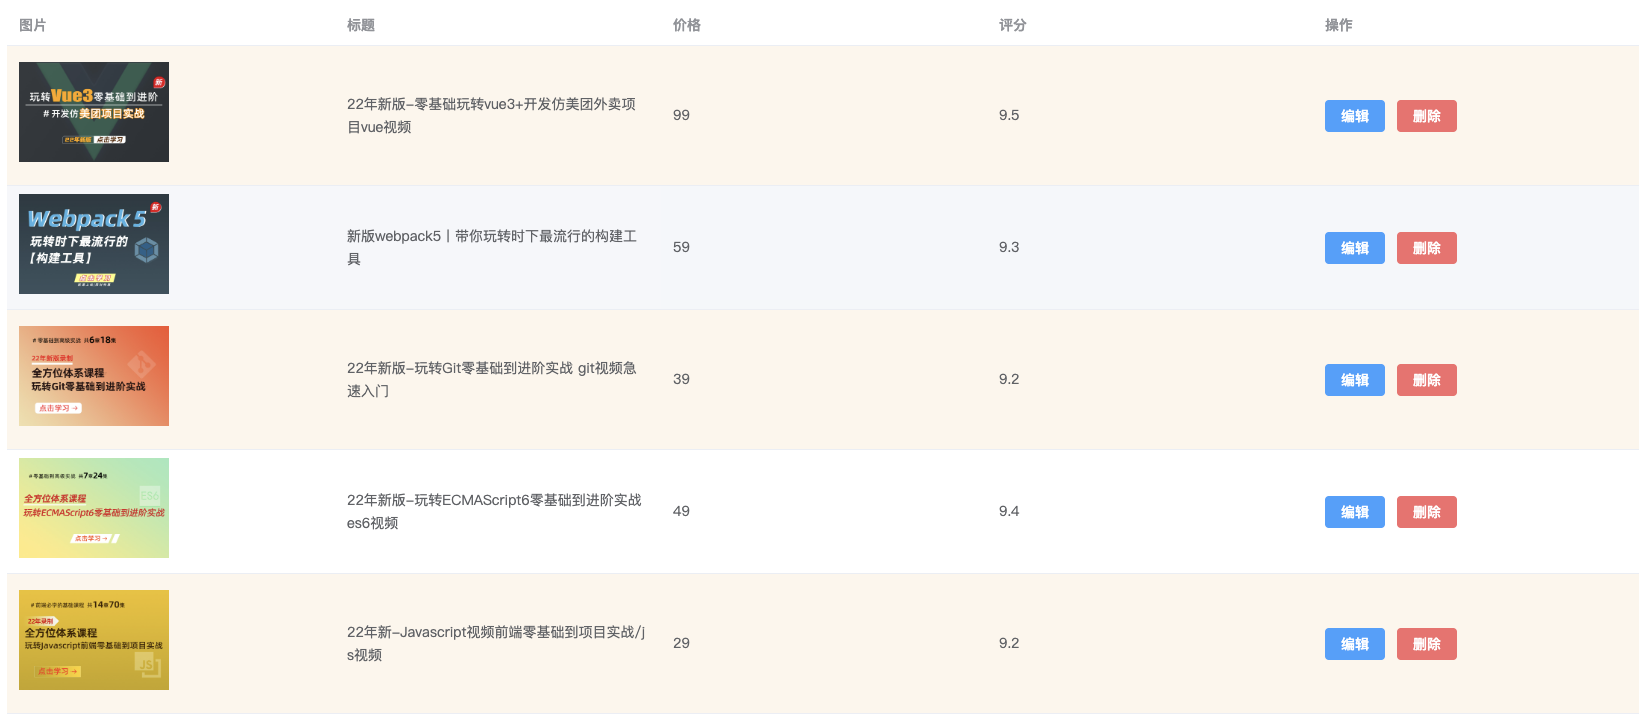 图片 标题 价格 评分 操作
新
玩转Vue3零基础到进阶
#开发仿美团项目实战
22年新版 点击学习
22年新版-零基础玩转vue3+开发仿美团外卖项
目vue视频
99
9.5
编辑 删除
新
Webpack 5
玩转时下最流行的
【构建工具】
新版webpack5丨带你玩转时下最流行的构建工
具
59
9.3
编辑 删除
#零基础到高级实战 共6章18集
22年新版录制
全方位体系课程
玩转Git零基础到进阶实战
点击学习→
22年新版-玩转Git零基础到进阶实战 git视频急
速入门
39
9.2
编辑 删除
#零基础到高级实战 共7章24集
ES6
全方位体系课程
玩转ECMAScript6零基础到进阶实战
点击学习→
22年新版-玩转ECMAScript6零基础到进阶实战
es6视频
49
9.4
编辑 删除
#前端必学的基础课程 共14章70集
22年录制
全方位体系课程
玩转Javascript前端零基础到项目实战
JS
点击学习→
22年新-Javascript视频前端零基础到项目实战/j
s视频
29
9.2
编辑 删除